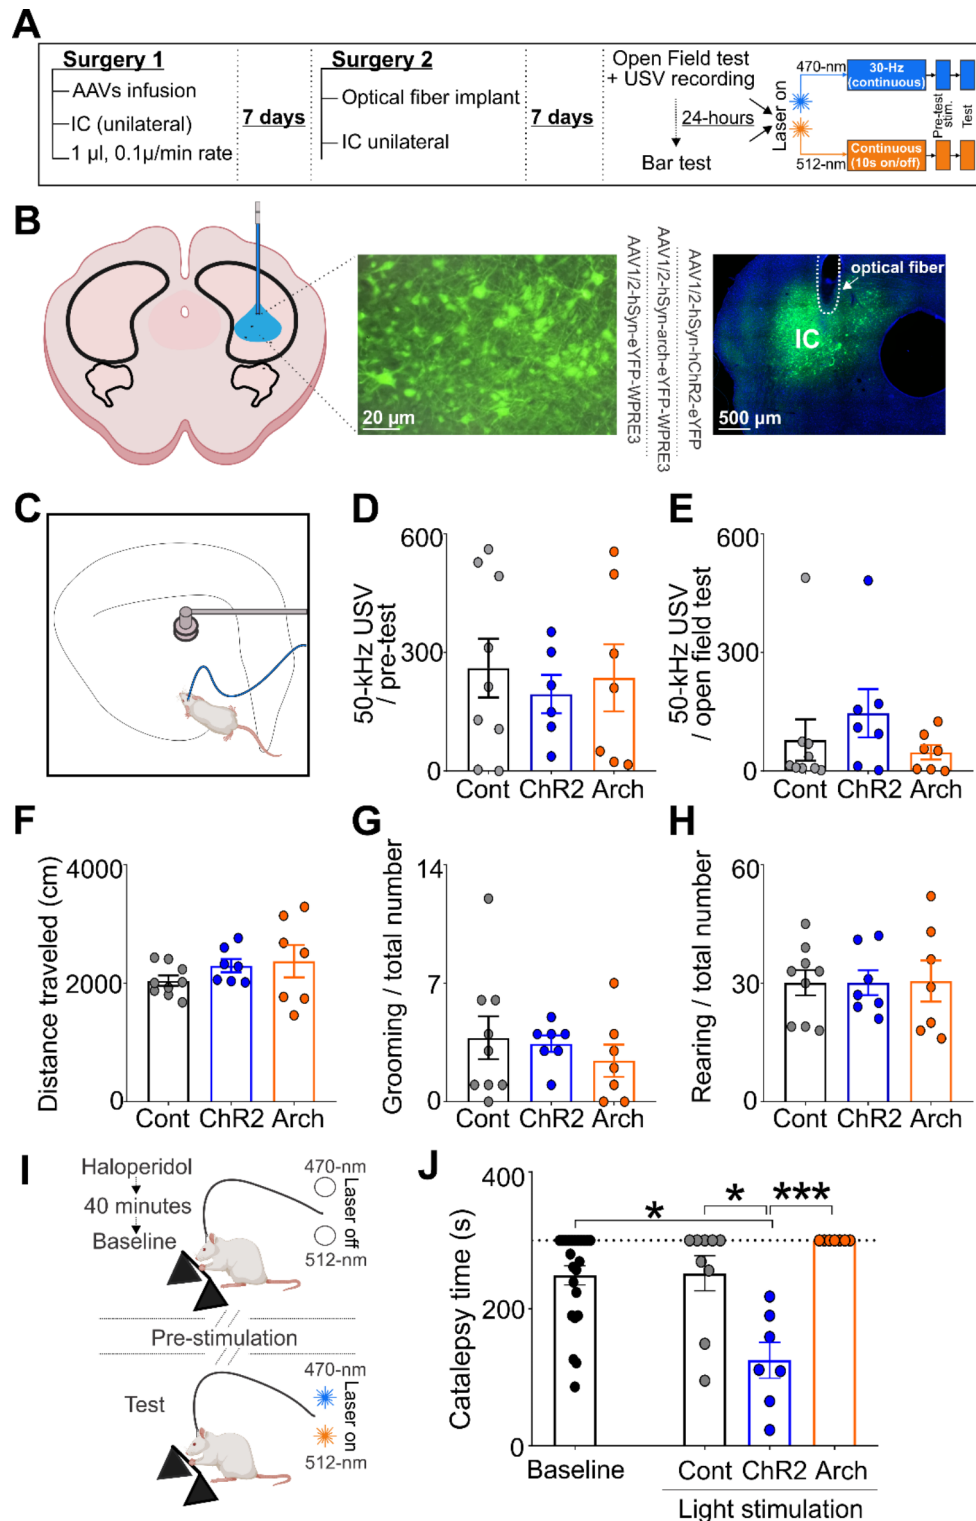 A
Surgery 1
AAVs infusion
IC (unilateral)
1 µl, 0.1µ/min rate
7 days
Surgery 2
Optical fiber implant
IC unilateral
7 days
Open Field test
+ USV recording
24-hours
Bar test
Laser on
470-nm
30-Hz
(continuous)
Pre-test
stim.
Test
512-nm
Continuous
(10s on/off)
B
20 µm
AAV1/2-hSyn-eYFP-WPRE3
AAV1/2-hSyn-arch-eYFP-WPRE3
AAV1/2-hSyn-hChR2-eYFP
optical fiber
IC
500 µm
C
D
50-kHz USV
/ pre-test
600
300
0
Cont ChR2 Arch
E
50-kHz USV
/ open field test
600
300
0
Cont ChR2 Arch
F
Distance traveled (cm)
4000
2000
0
Cont ChR2 Arch
G
Grooming / total number
14
7
0
Cont ChR2 Arch
H
Rearing / total number
60
30
0
Cont ChR2 Arch
I
Haloperidol
40 minutes
Baseline
470-nm
Laser off
512-nm
Pre-stimulation
Test
470-nm
Laser on
512-nm
J
Catalepsy time (s)
400
200
0
* * ***
Baseline Cont ChR2 Arch
Light stimulation